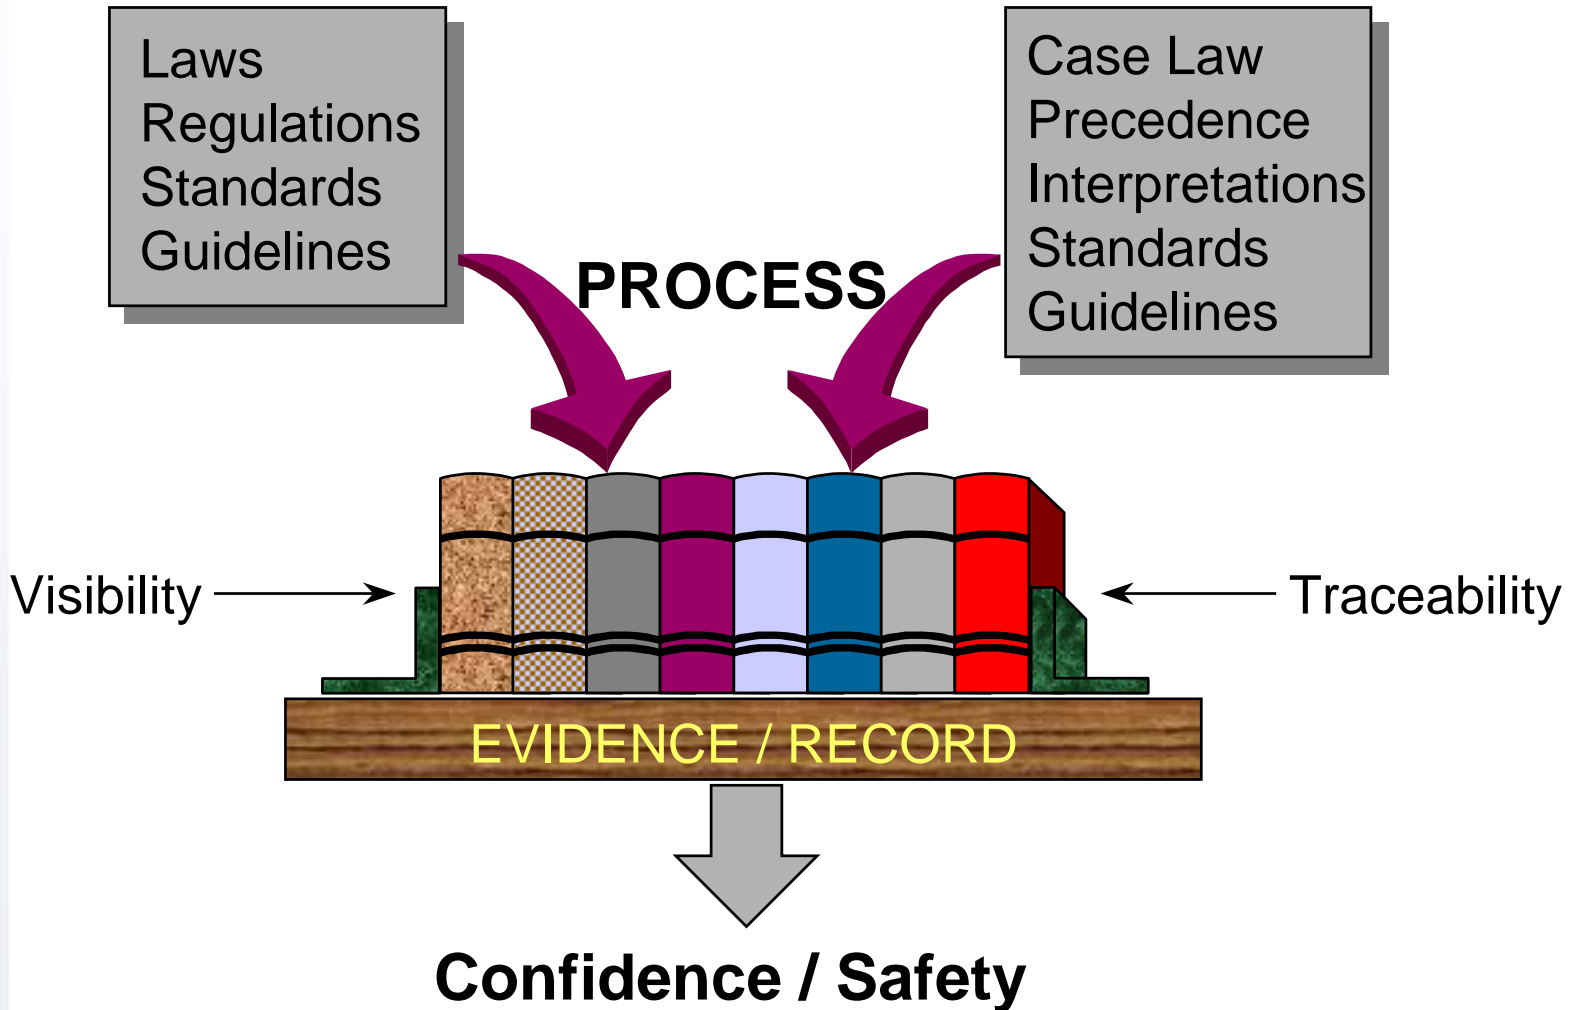 Laws
Regulations
Standards
Guidelines
Case Law
Precedence
Interpretations
Standards
Guidelines
PROCESS
Visibility
Traceability
EVIDENCE / RECORD
Confidence / Safety